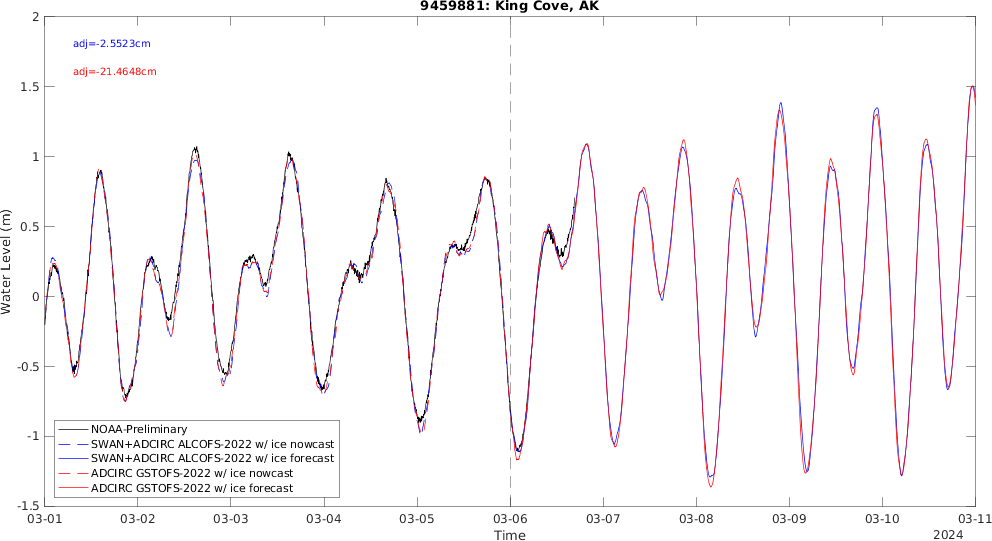 9459881: King Cove, AK
adj=-2.5523cm
adj=-21.4648cm
Water Level (m)
2
1.5
1
0.5
0
-0.5
-1
-1.5
NOAA-Preliminary
SWAN+ADCIRC ALCOFS-2022 w/ ice nowcast
SWAN+ADCIRC ALCOFS-2022 w/ ice forecast
ADCIRC GSTOFS-2022 w/ ice nowcast
ADCIRC GSTOFS-2022 w/ ice forecast
03-01 03-02 03-03 03-04 03-05 03-06 03-07 03-08 03-09 03-10 03-11
Time
2024